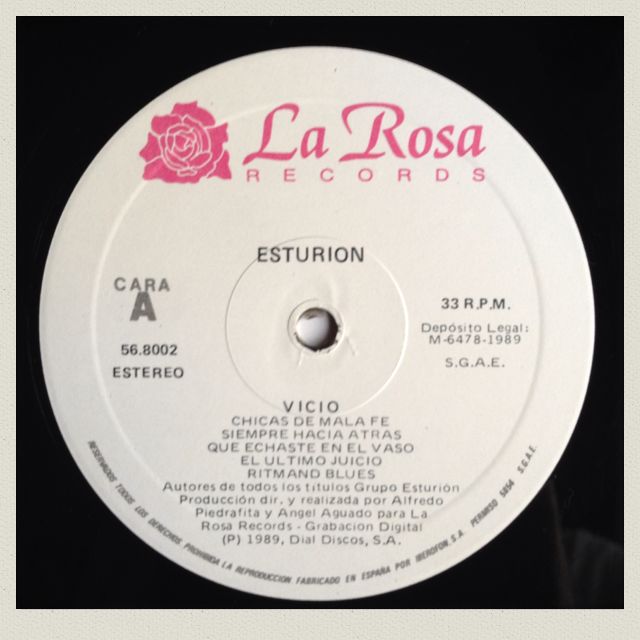 La Rosa
RECORDS
ESTURION
CARA
A
33 R.P.M.
Depósito Legal:
M-6478-1989
56.8002
S.G.A.E.
ESTEREO
VICIO
CHICAS DE MALA FE
SIEMPRE HACIA ATRAS
QUE ECHASTE EN EL VASO
EL ULTIMO JUICIO
RITMAND BLUES
Autores de todos los títulos Grupo Esturión
Producción dir. y realizada por Alfredo
Piedrafita y Angel Aguado para La
Rosa Records - Grabacion Digital
(P) 1989, Dial Discos, S.A.
RESERVADOS TODOS LOS DERECHOS. PROHIBIDA LA REPRODUCCION FABRICADO EN ESPAÑA POR IBEROFON S.A. PERMISO 5854 S.G.A.E.